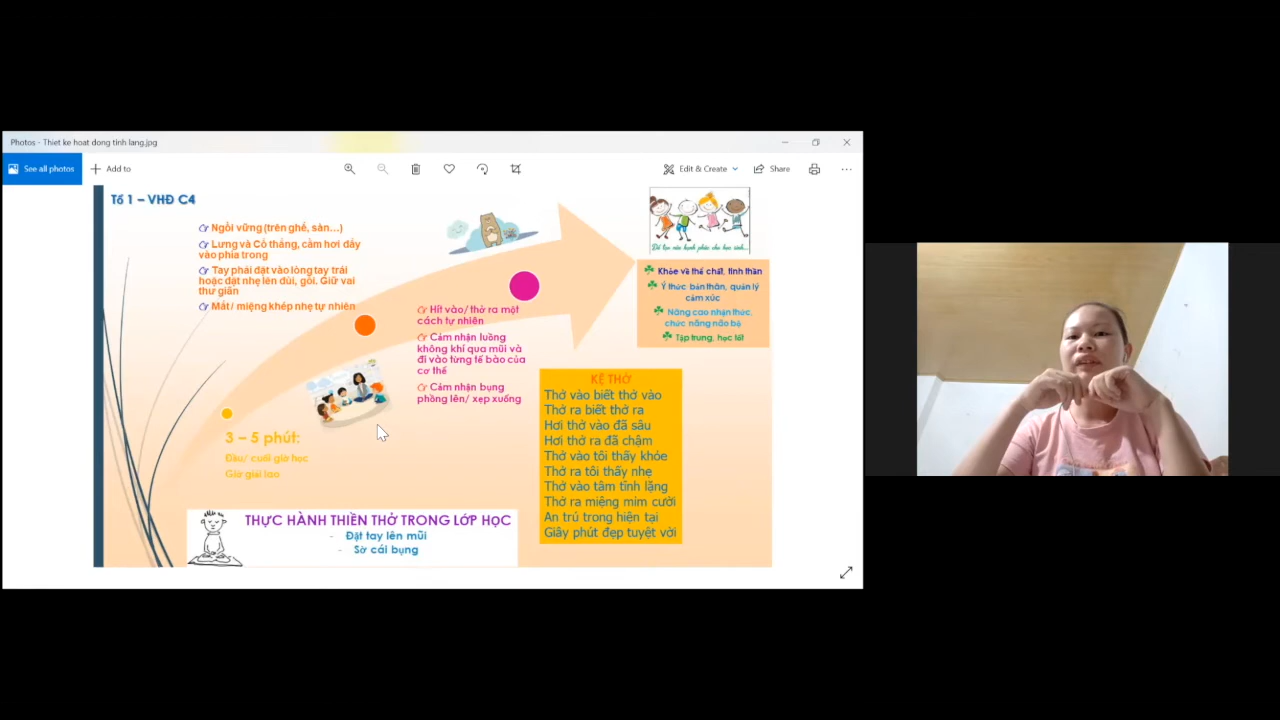 Photos - Thiet ke hoat dong tinh lang.jpg
See all photos
Add to
Edit & Create
Share
Tổ 1 – VHĐ C4
Ngồi vững (trên ghế, sàn...)
Lưng và Cổ thẳng, cằm hơi đẩy
vào phía trong
Tay phải đặt vào lòng tay trái
hoặc đặt nhẹ lên đùi, gối. Giữ vai
thư giãn
Mắt/ miệng khép nhẹ tự nhiên
Hít vào/ thở ra một
cách tự nhiên
Cảm nhận luồng
không khí qua mũi và
đi vào từng tế bào của
cơ thể
Cảm nhận bụng
phồng lên/ xẹp xuống
3 – 5 phút:
Đầu/ cuối giờ học
Giờ giải lao
THỰC HÀNH THIỀN THỞ TRONG LỚP HỌC
- Đặt tay lên mũi
- Sờ cái bụng
KỆ THỞ
Thở vào biết thở vào
Thở ra biết thở ra
Hơi thở vào đã sâu
Hơi thở ra đã chậm
Thở vào tôi thấy khỏe
Thở ra tôi thấy nhẹ
Thở vào tâm tĩnh lặng
Thở ra miệng mỉm cười
An trú trong hiện tại
Giây phút đẹp tuyệt vời
Khỏe về thể chất, tinh thần
Ý thức bản thân, quản lý
cảm xúc
Nâng cao nhận thức,
chức năng não bộ
Tập trung, học tốt